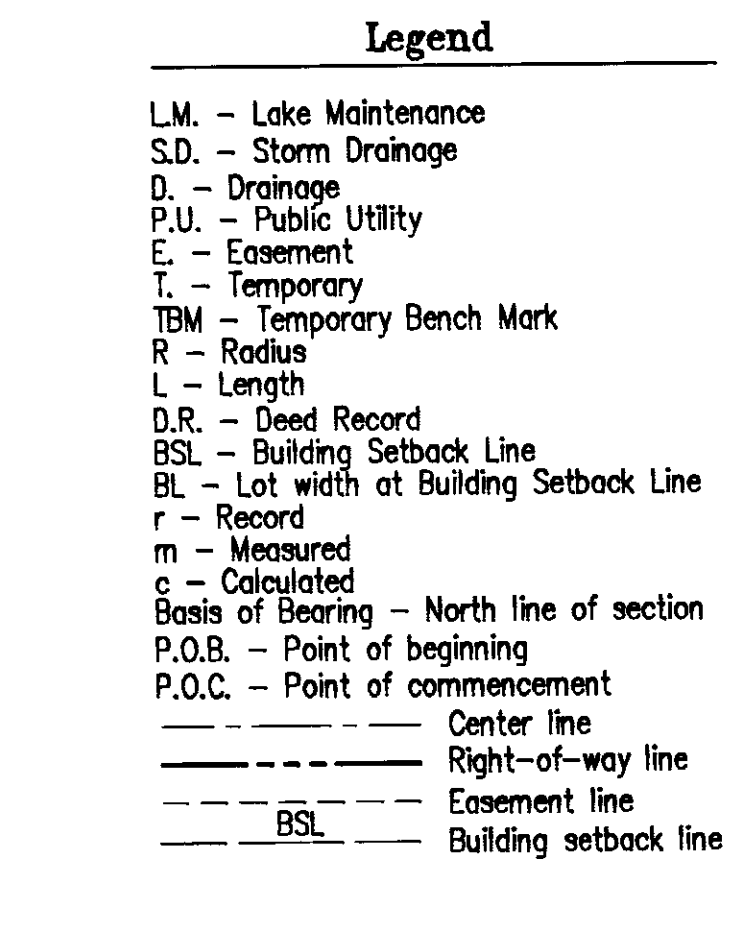 Legend
L.M. – Lake Maintenance
S.D. – Storm Drainage
D. – Drainage
P.U. – Public Utility
E. – Easement
T. – Temporary
TBM – Temporary Bench Mark
R – Radius
L – Length
D.R. – Deed Record
BSL – Building Setback Line
BL – Lot width at Building Setback Line
r – Record
m – Measured
c – Calculated
Basis of Bearing – North line of section
P.O.B. – Point of beginning
P.O.C. – Point of commencement
Center line
Right-of-way line
Easement line
BSL Building setback line